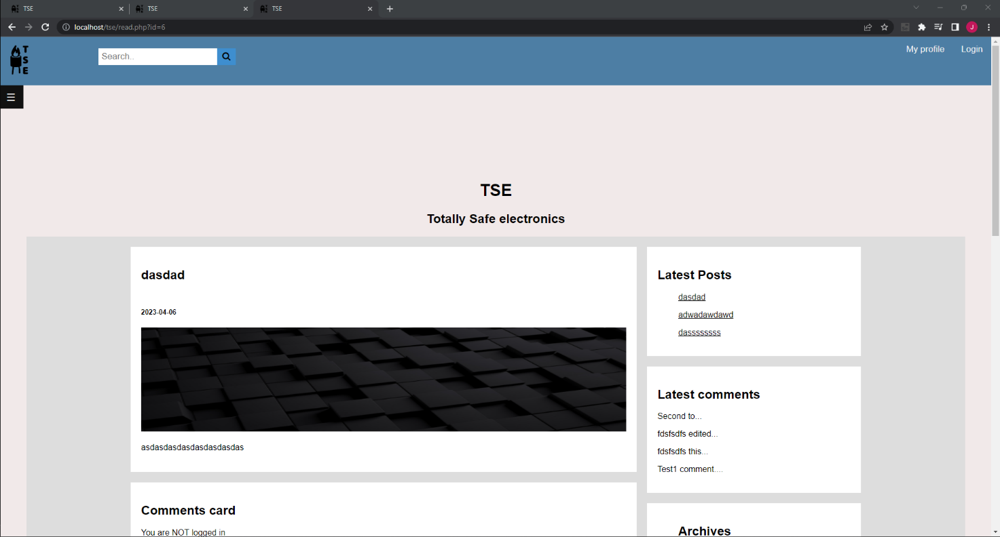 TSE
TSE
TSE
localhost/tse/read.php?id=6
J
T
S
E
Search..
My profile
Login
TSE
Totally Safe electronics
dasdad
2023-04-06
asdasdasdasdasdasdasdas
Comments card
You are NOT logged in
Latest Posts
dasdad
adwadawdawd
dassssssss
Latest comments
Second to...
fdsfsdfs edited...
fdsfsdfs this...
Test1 comment....
Archives